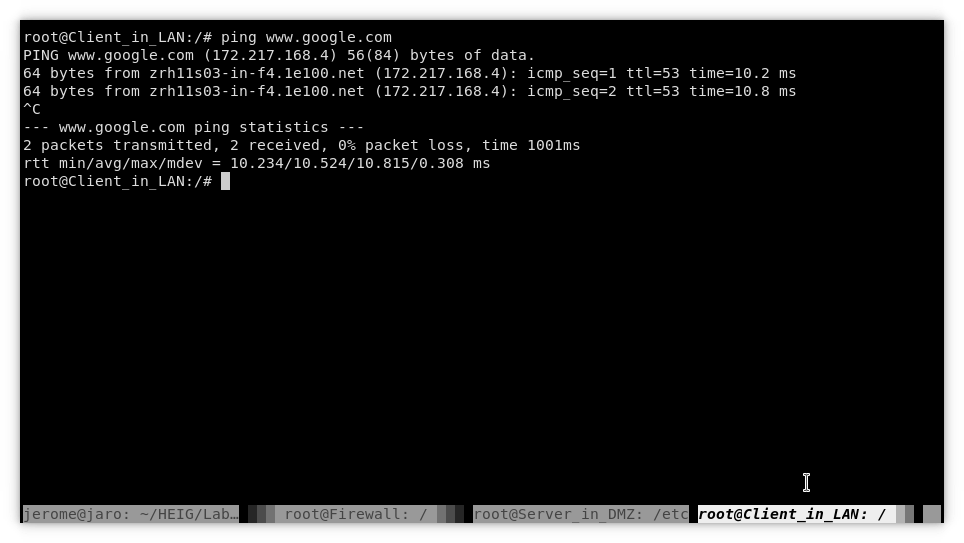 root@Client_in_LAN:/# ping www.google.com
PING www.google.com (172.217.168.4) 56(84) bytes of data.
64 bytes from zrh11s03-in-f4.1e100.net (172.217.168.4): icmp_seq=1 ttl=53 time=10.2 ms
64 bytes from zrh11s03-in-f4.1e100.net (172.217.168.4): icmp_seq=2 ttl=53 time=10.8 ms
^C
--- www.google.com ping statistics ---
2 packets transmitted, 2 received, 0% packet loss, time 1001ms
rtt min/avg/max/mdev = 10.234/10.524/10.815/0.308 ms
root@Client_in_LAN:/#
jerome@jaro: ~/HEIG/Lab… root@Firewall: / root@Server_in_DMZ: /etc root@Client_in_LAN: /